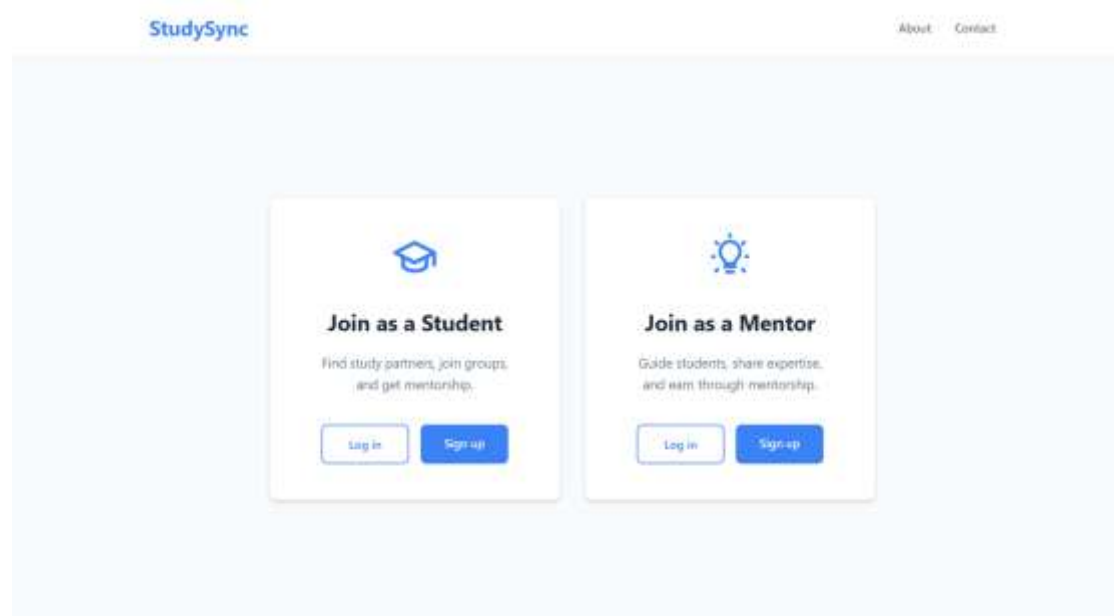 StudySync
About Contact
Join as a Student
Find study partners, join groups,
and get mentorship.
Log in Sign up
Join as a Mentor
Guide students, share expertise,
and earn through mentorship.
Log in Sign up